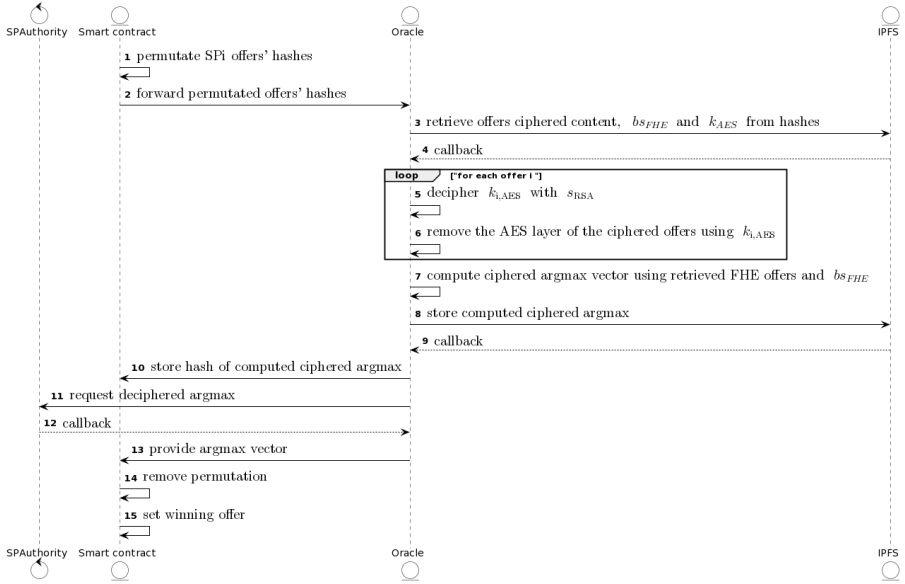 SPAuthority Smart contract Oracle IPFS
1 permutate SPi offers' hashes
2 forward permutated offers' hashes
3 retrieve offers ciphered content, bs_FHE and k_AES from hashes
4 callback
loop ["for each offer i "]
5 decipher k_i,AES with s_RSA
6 remove the AES layer of the ciphered offers using k_i,AES
7 compute ciphered argmax vector using retrieved FHE offers and bs_FHE
8 store computed ciphered argmax
9 callback
10 store hash of computed ciphered argmax
11 request deciphered argmax
12 callback
13 provide argmax vector
14 remove permutation
15 set winning offer
SPAuthority Smart contract Oracle IPFS